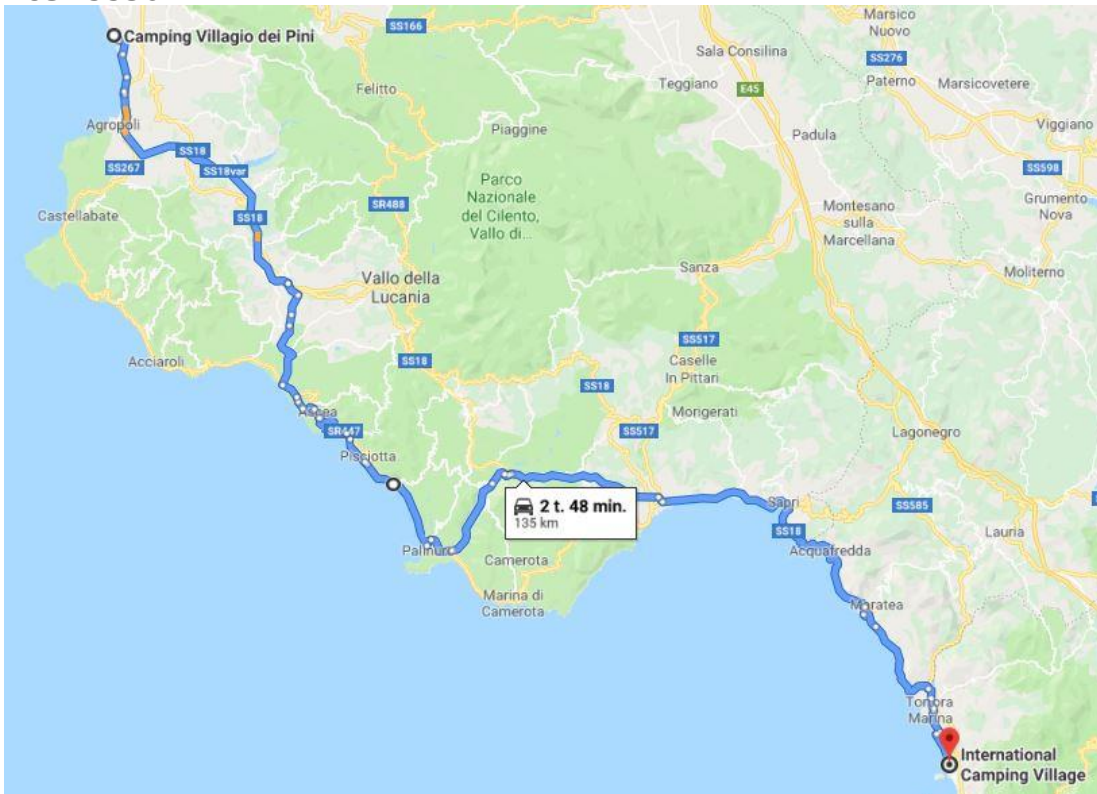 Camping Villagio dei Pini
SS166
Marsico
Nuovo
SS276
Sala Consilina
Teggiano
E45
Paterno
Marsicovetere
Felitto
Agropoli
SS18
Piaggine
Padula
Viggiano
SS267
SS18var
SS598
Parco
Nazionale
del Cilento,
Vallo di...
Grumento
Nova
Castellabate
SS18
SR488
Montesano
sulla
Marcellana
Sanza
Moliterno
Vallo della
Lucania
SS517
Acciaroli
SS18
Caselle
In Pittari
SS18
Morigerati
Ascea
SR447
SS517
Lagonegro
Pisciotta
2 t. 48 min.
135 km
Sapri
SS585
SS18
Lauria
Palinuro
Camerota
Acquafredda
Marina di
Camerota
Maratea
Tortora
Marina
International
Camping Village